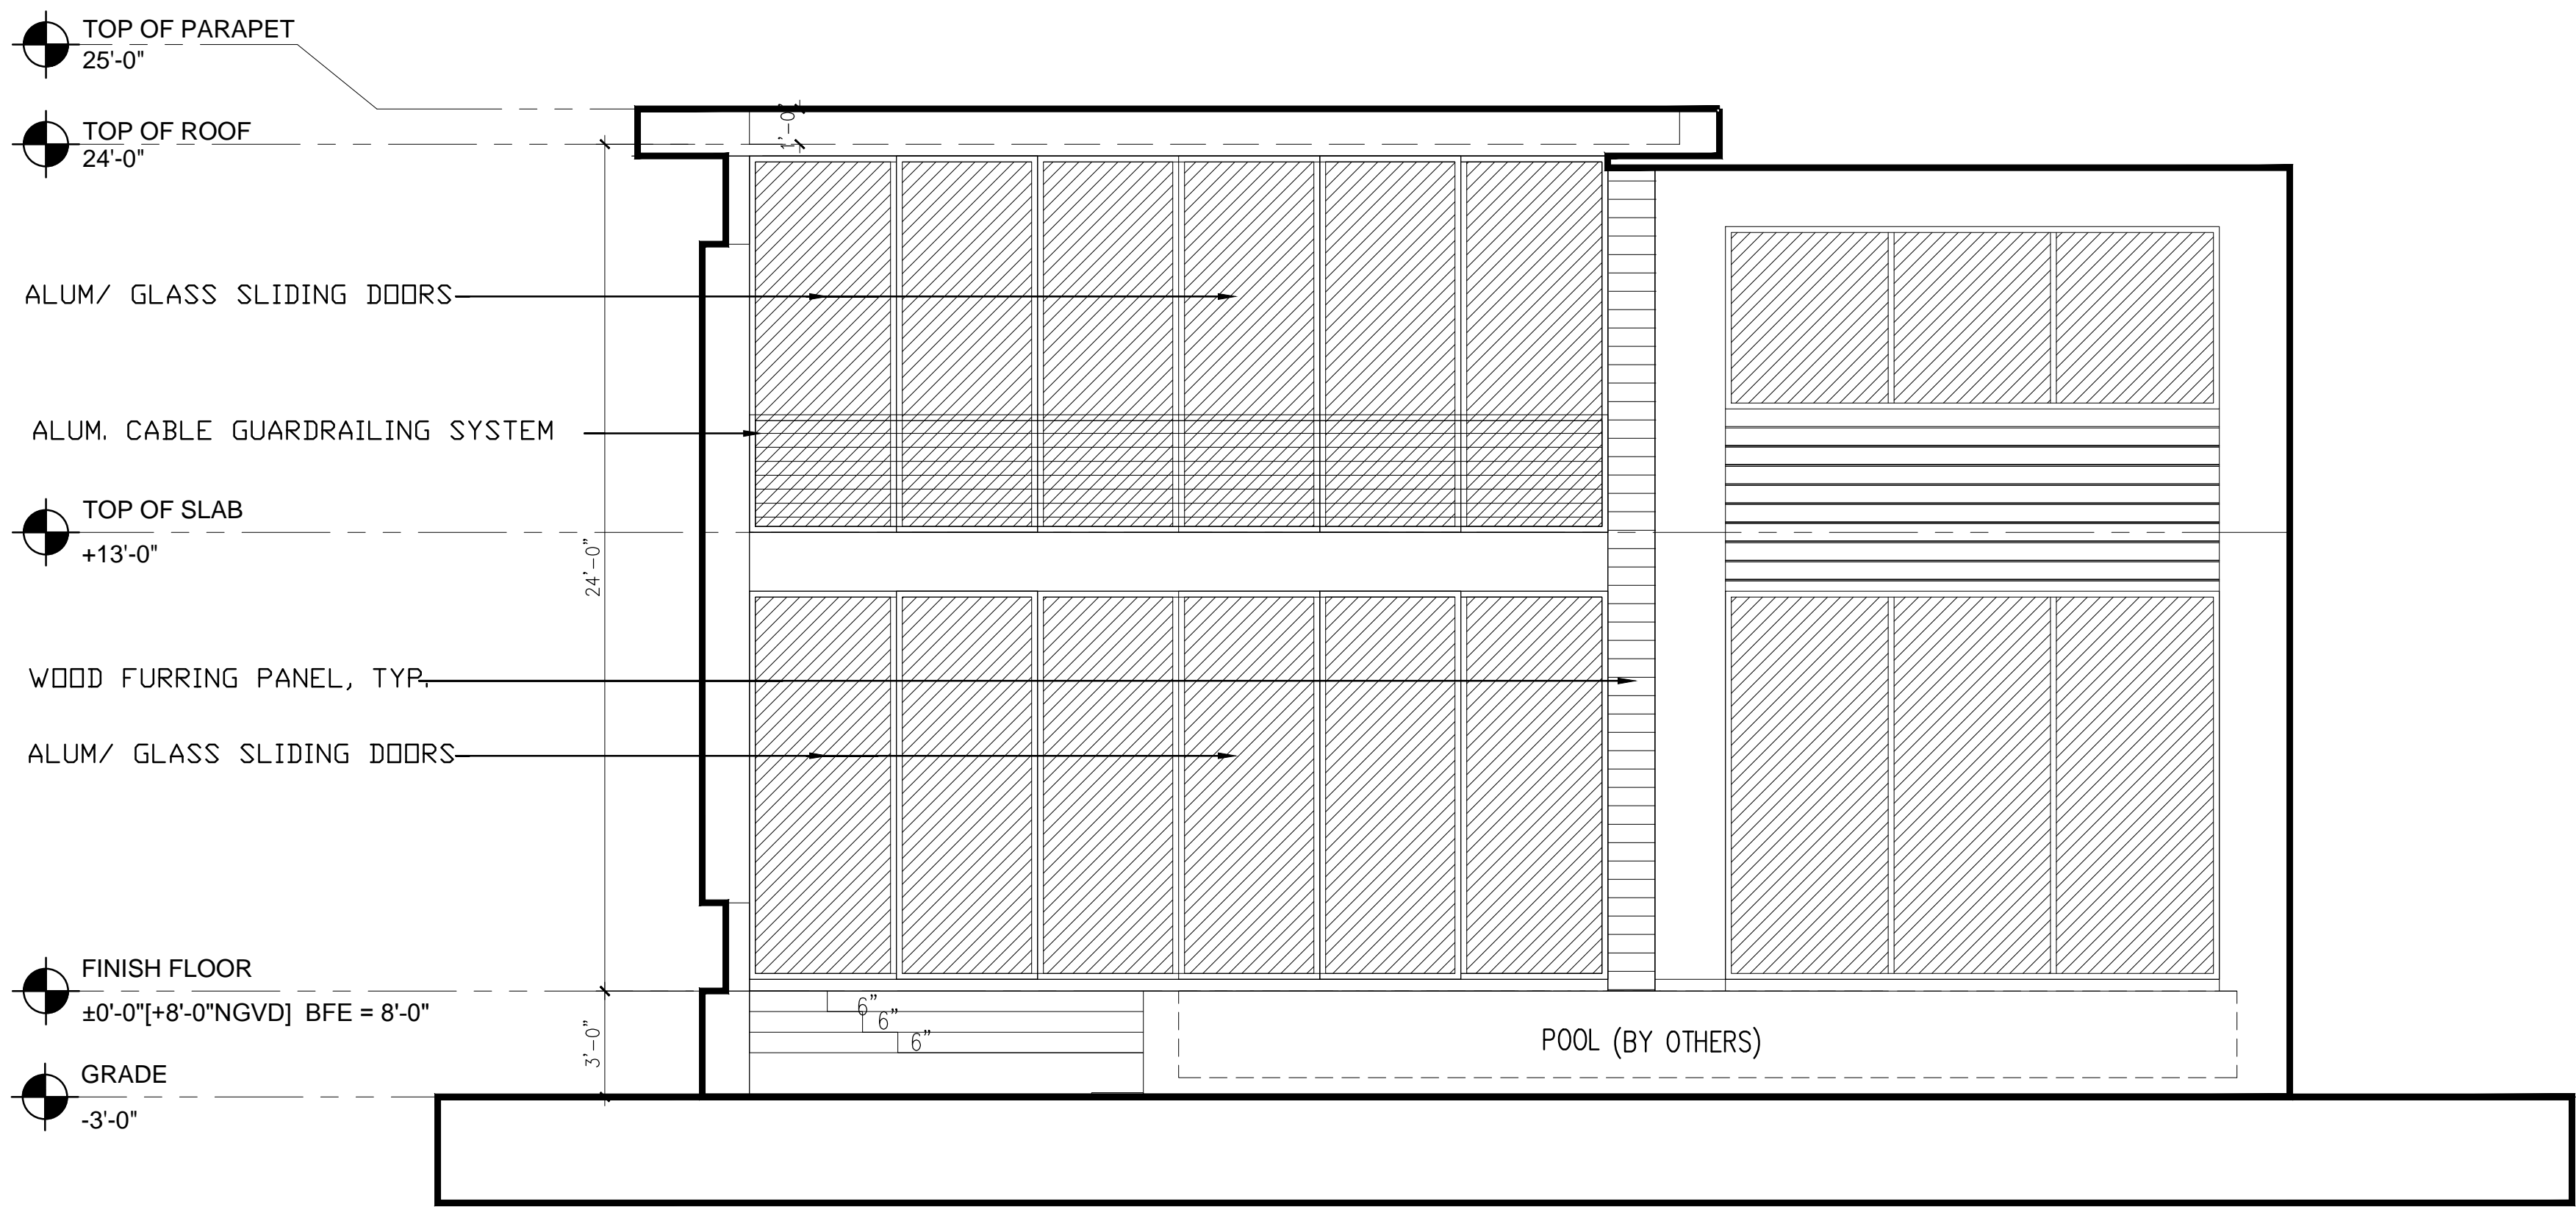 TOP OF PARAPET
25'-0"
1'-0"
TOP OF ROOF
24'-0"
ALUM/ GLASS SLIDING DOORS
ALUM. CABLE GUARDRAILING SYSTEM
TOP OF SLAB
+13'-0"
24'-0"
WOOD FURRING PANEL, TYP.
ALUM/ GLASS SLIDING DOORS
FINISH FLOOR
±0'-0"[+8'-0"NGVD] BFE = 8'-0"
6"
6"
6"
3'-0"
POOL (BY OTHERS)
GRADE
-3'-0"